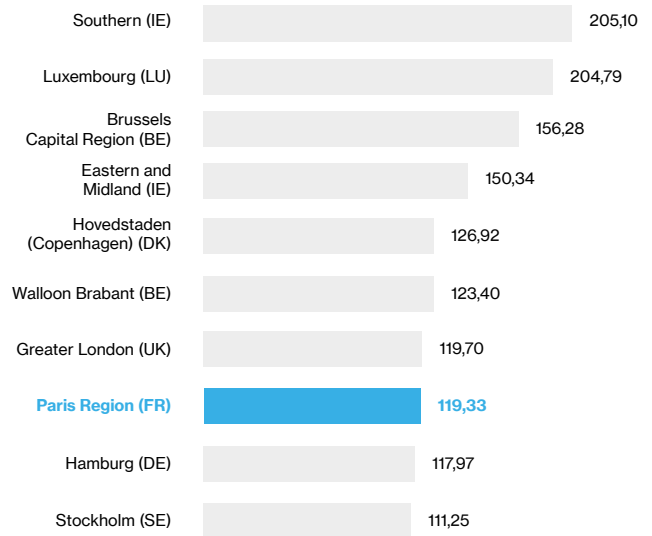 Southern (IE) 205,10
Luxembourg (LU) 204,79
Brussels
Capital Region (BE) 156,28
Eastern and
Midland (IE) 150,34
Hovedstaden
(Copenhagen) (DK) 126,92
Walloon Brabant (BE) 123,40
Greater London (UK) 119,70
Paris Region (FR) 119,33
Hamburg (DE) 117,97
Stockholm (SE) 111,25